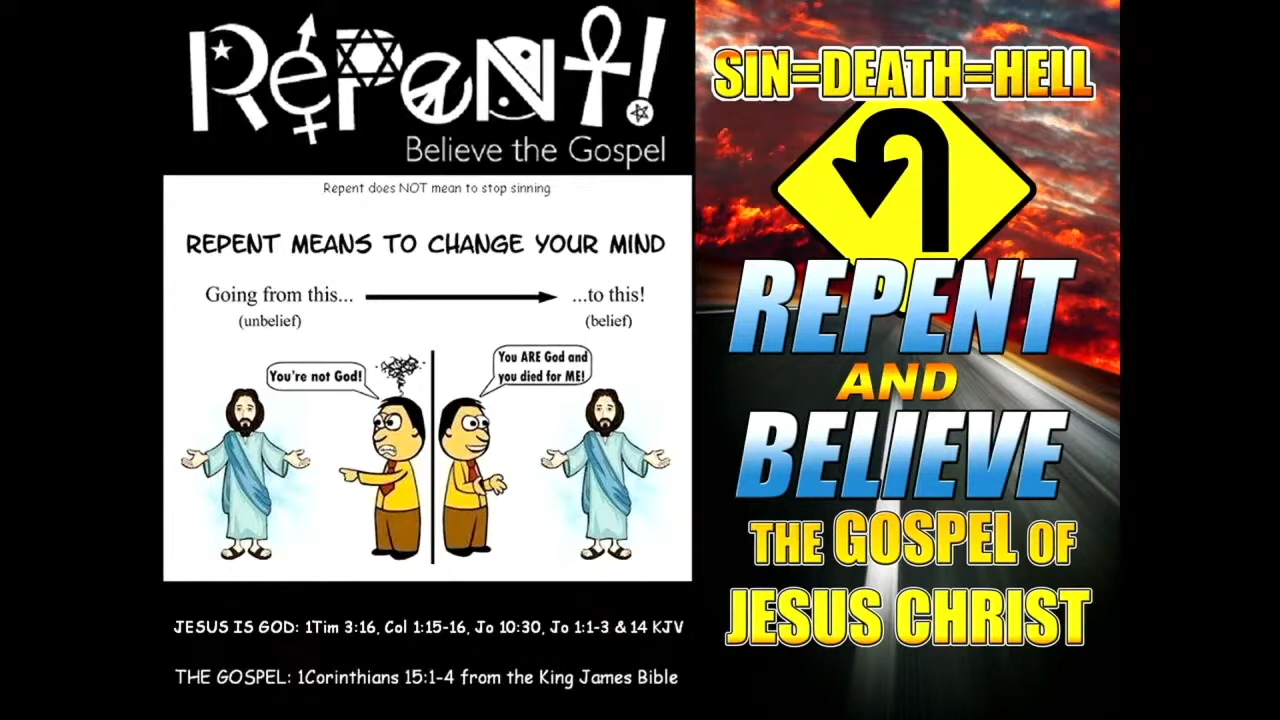 RePeNT!
Believe the Gospel
Repent does NOT mean to stop sinning
REPENT MEANS TO CHANGE YOUR MIND
Going from this... ...to this!
(unbelief) (belief)
You're not God!
You ARE God and
you died for ME!
JESUS IS GOD: 1Tim 3:16, Col 1:15-16, Jo 10:30, Jo 1:1-3 & 14 KJV
THE GOSPEL: 1Corinthians 15:1-4 from the King James Bible
SIN=DEATH=HELL
REPENT
AND
BELIEVE
THE GOSPEL OF
JESUS CHRIST